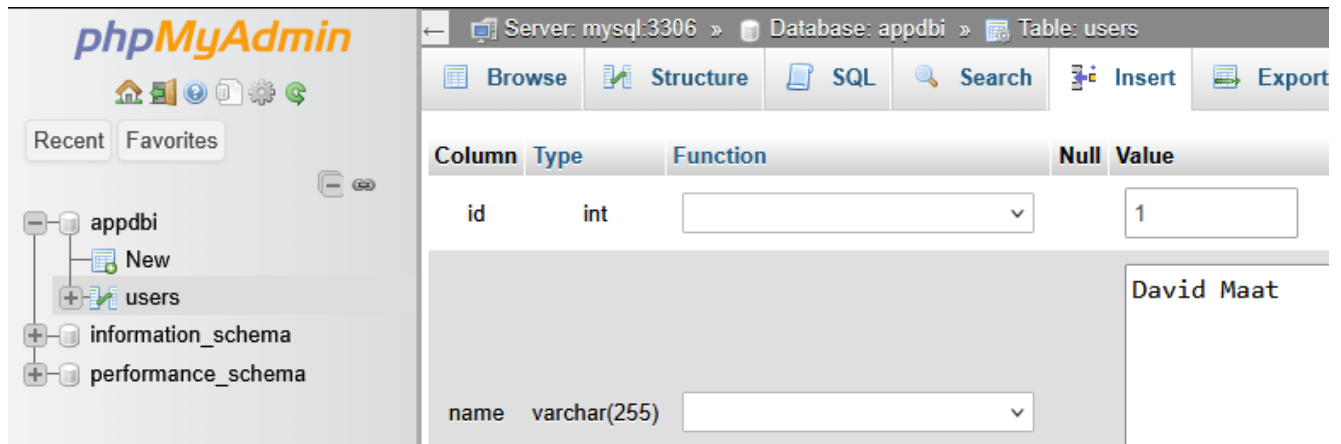 phpMyAdmin
Recent Favorites
appdbi
New
users
information_schema
performance_schema
← Server: mysql:3306 » Database: appdbi » Table: users
Browse Structure SQL Search Insert Export
Column Type Function Null Value
id int 1
David Maat
name varchar(255)